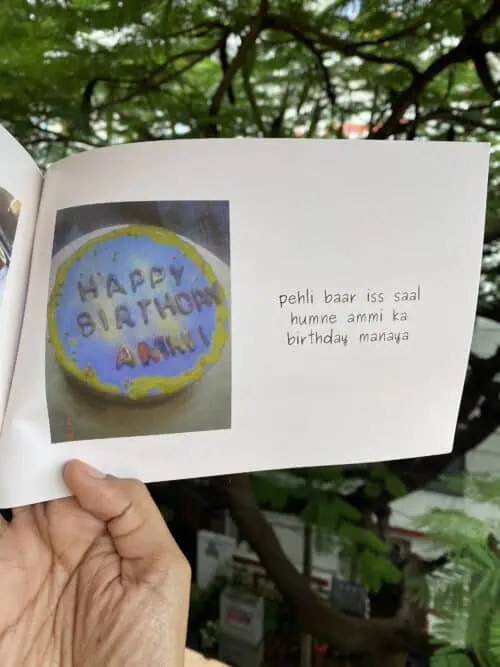 HAPPY
BIRTHDAY
AMMI
pehli baar iss saal
humne ammi ka
birthday manaya